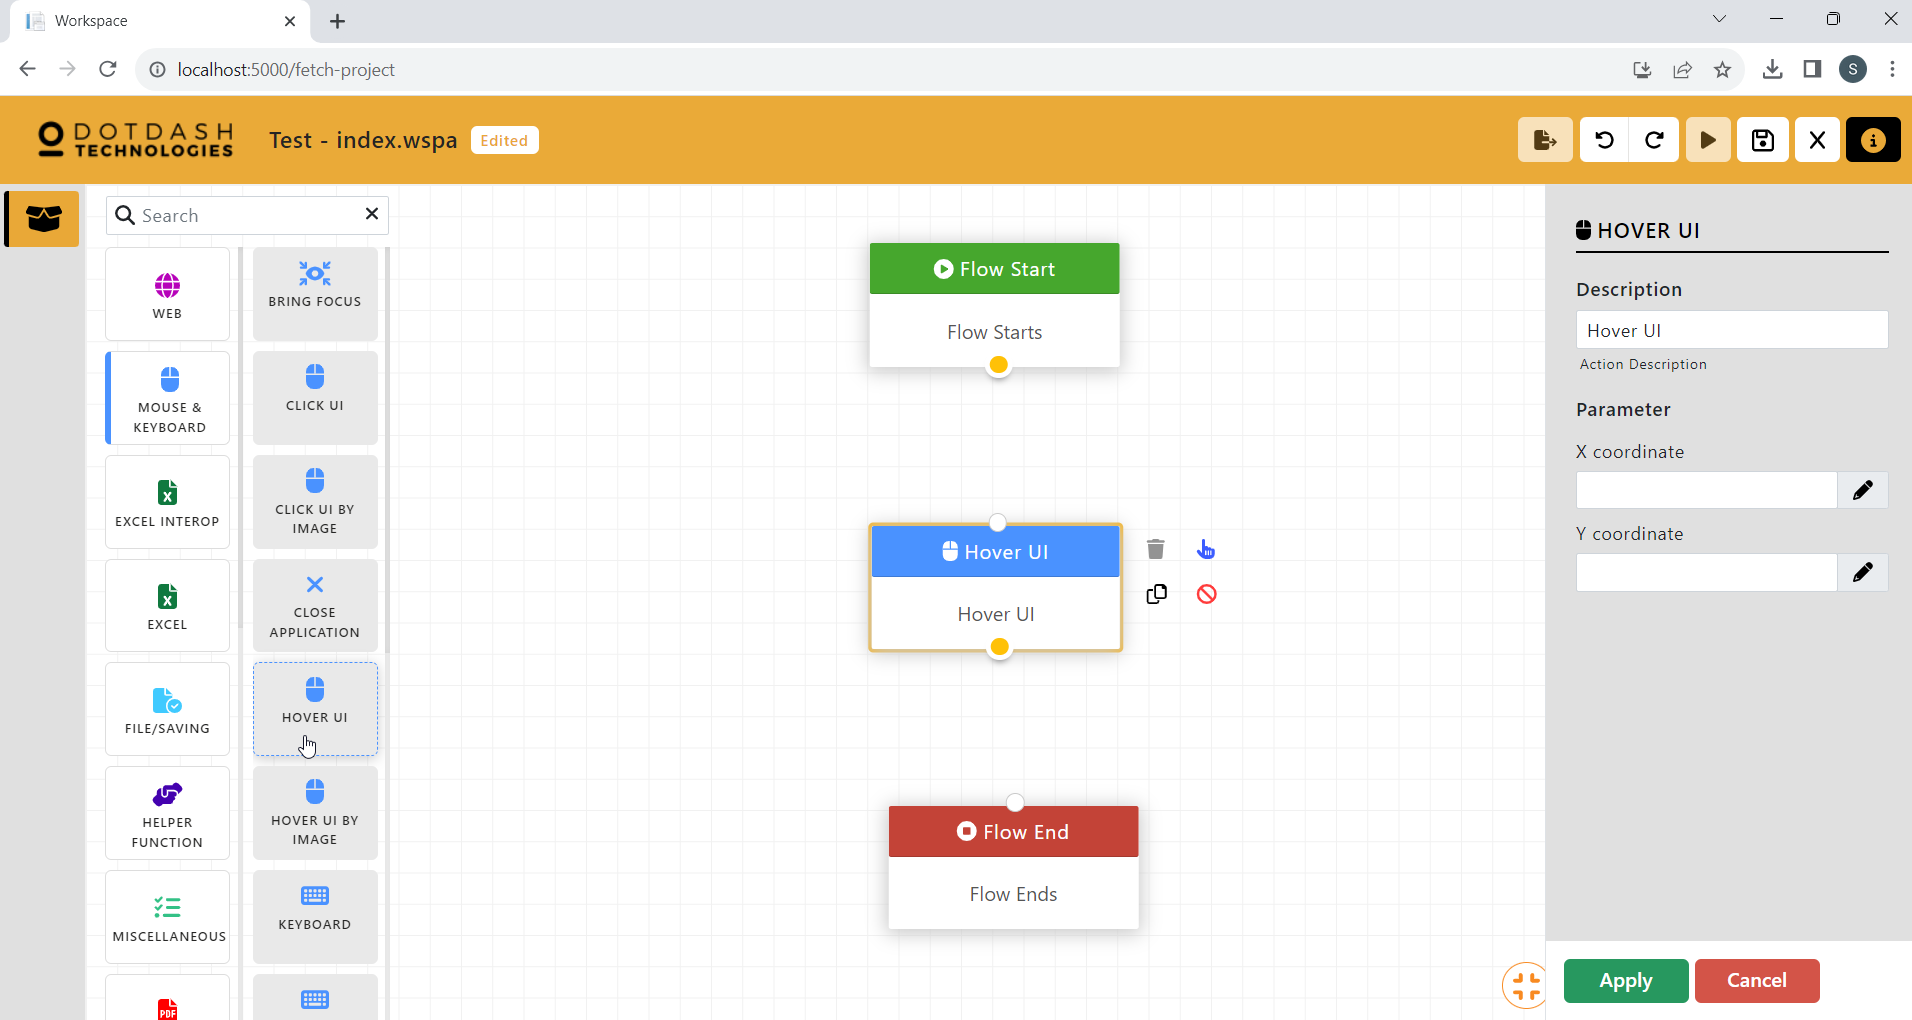 Workspace
localhost:5000/fetch-project
S
DOTDASH
TECHNOLOGIES
Test - index.wspa
Edited
Search
WEB
MOUSE &
KEYBOARD
EXCEL INTEROP
EXCEL
FILE/SAVING
HELPER
FUNCTION
MISCELLANEOUS
PDF
BRING FOCUS
CLICK UI
CLICK UI BY
IMAGE
CLOSE
APPLICATION
HOVER UI
HOVER UI BY
IMAGE
KEYBOARD
Flow Start
Flow Starts
Hover UI
Hover UI
Flow End
Flow Ends
HOVER UI
Description
Hover UI
Action Description
Parameter
X coordinate
Y coordinate
Apply
Cancel